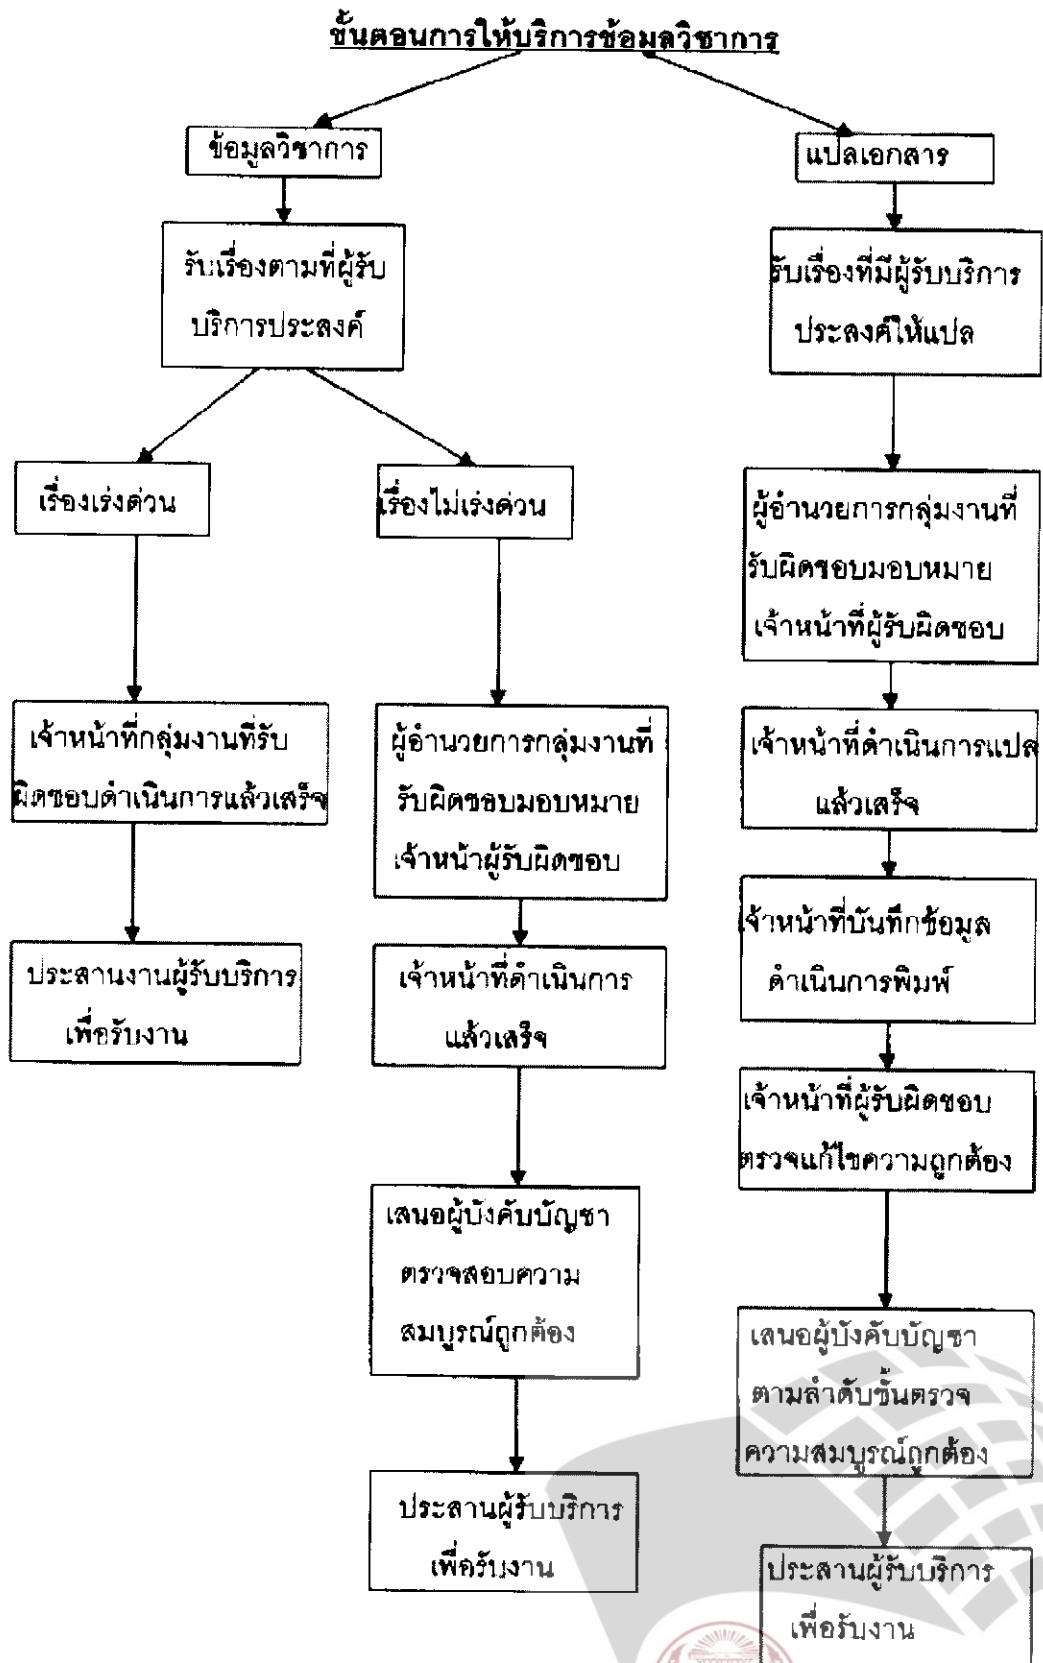 ขั้นตอนการให้บริการข้อมลวิชาการ
ข้อมูลวิชาการ
แปลเอกสาร
รับเรื่องตามที่ผู้รับ
บริการประสงค์
รับเรื่องที่มีผู้รับบริการ
ประสงค์ให้แปล
เรื่องเร่งด่วน
เรื่องไม่เร่งด่วน
ผู้อำนวยการกลุ่มงานที่
รับผิดชอบมอบหมาย
เจ้าหน้าที่ผู้รับผิดชอบ
เจ้าหน้าที่กลุ่มงานที่รับ
ผิดชอบดำเนินการแล้วเสร็จ
ผู้อำนวยการกลุ่มงานที่
รับผิดชอบมอบหมาย
เจ้าหน้าผู้รับผิดชอบ
เจ้าหน้าที่ดำเนินการแปล
แล้วเสร็จ
เจ้าหน้าที่บันทึกข้อมูล
ดำเนินการพิมพ์
ประสานงานผู้รับบริการ
เพื่อรับงาน
เจ้าหน้าที่ดำเนินการ
แล้วเสร็จ
เจ้าหน้าที่ผู้รับผิดชอบ
ตรวจแก้ไขความถูกต้อง
เสนอผู้บังคับบัญชา
ตรวจสอบความ
สมบูรณ์ถูกต้อง
เสนอผู้บังคับบัญชา
ตามลำดับชั้นตรวจ
ความสมบูรณ์ถูกต้อง
ประสานผู้รับบริการ
เพื่อรับงาน
ประสานผู้รับบริการ
เพื่อรับงาน